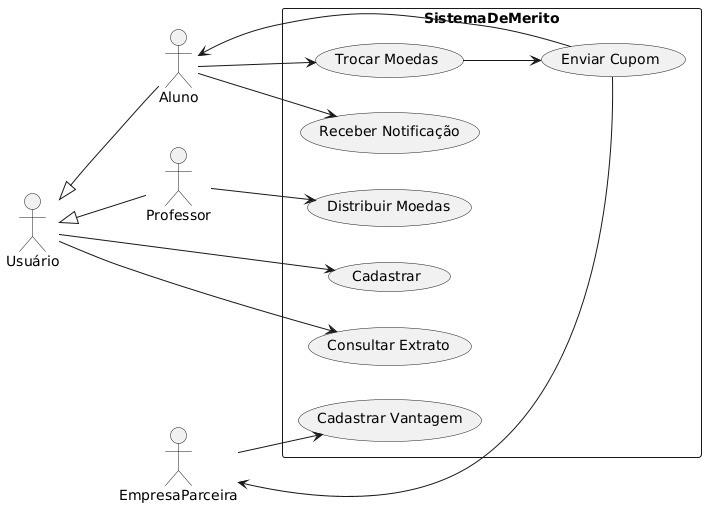 SistemaDeMerito
Trocar Moedas
Enviar Cupom
Aluno
Receber Notificação
Professor
Distribuir Moedas
Usuário
Cadastrar
Consultar Extrato
Cadastrar Vantagem
EmpresaParceira